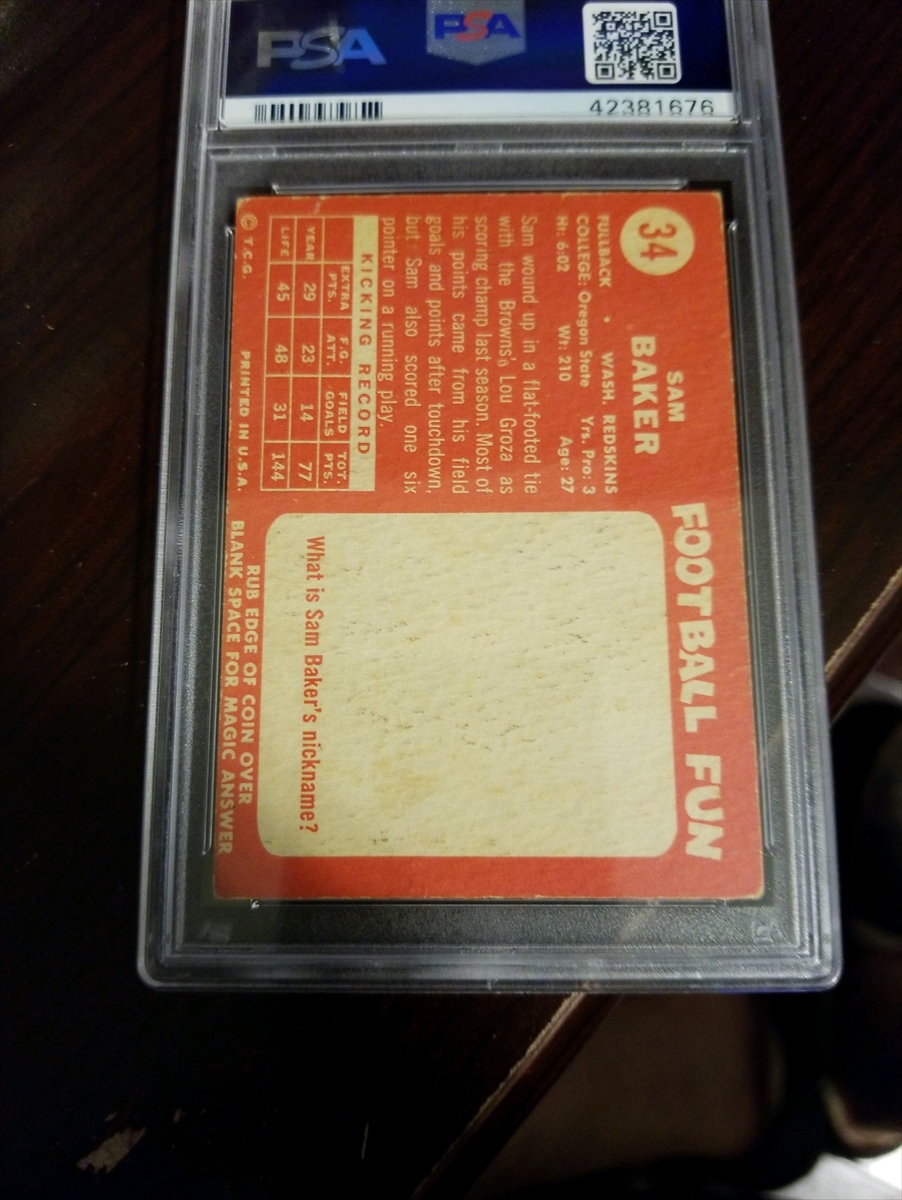 PSA
PSA
42381676
34
SAM
BAKER
FULLBACK • WASH. REDSKINS
COLLEGE: Oregon State Yrs. Pro: 3
Ht: 6:02 Wt: 210 Age: 27
Sam wound up in a flat-footed tie
with the Browns's Lou Groza as
scoring champ last season. Most of
his points came from his field
goals and points after touchdown,
but Sam also scored one six
pointer on a running play.
KICKING RECORD
EXTRA PTS. F.G. ATT. FIELD GOALS TOT. PTS.
YEAR 29 23 14 77
LIFE 45 48 31 144
© T.C.G. PRINTED IN U.S.A.
FOOTBALL FUN
What is Sam Baker's nickname?
RUB EDGE OF COIN OVER
BLANK SPACE FOR MAGIC ANSWER